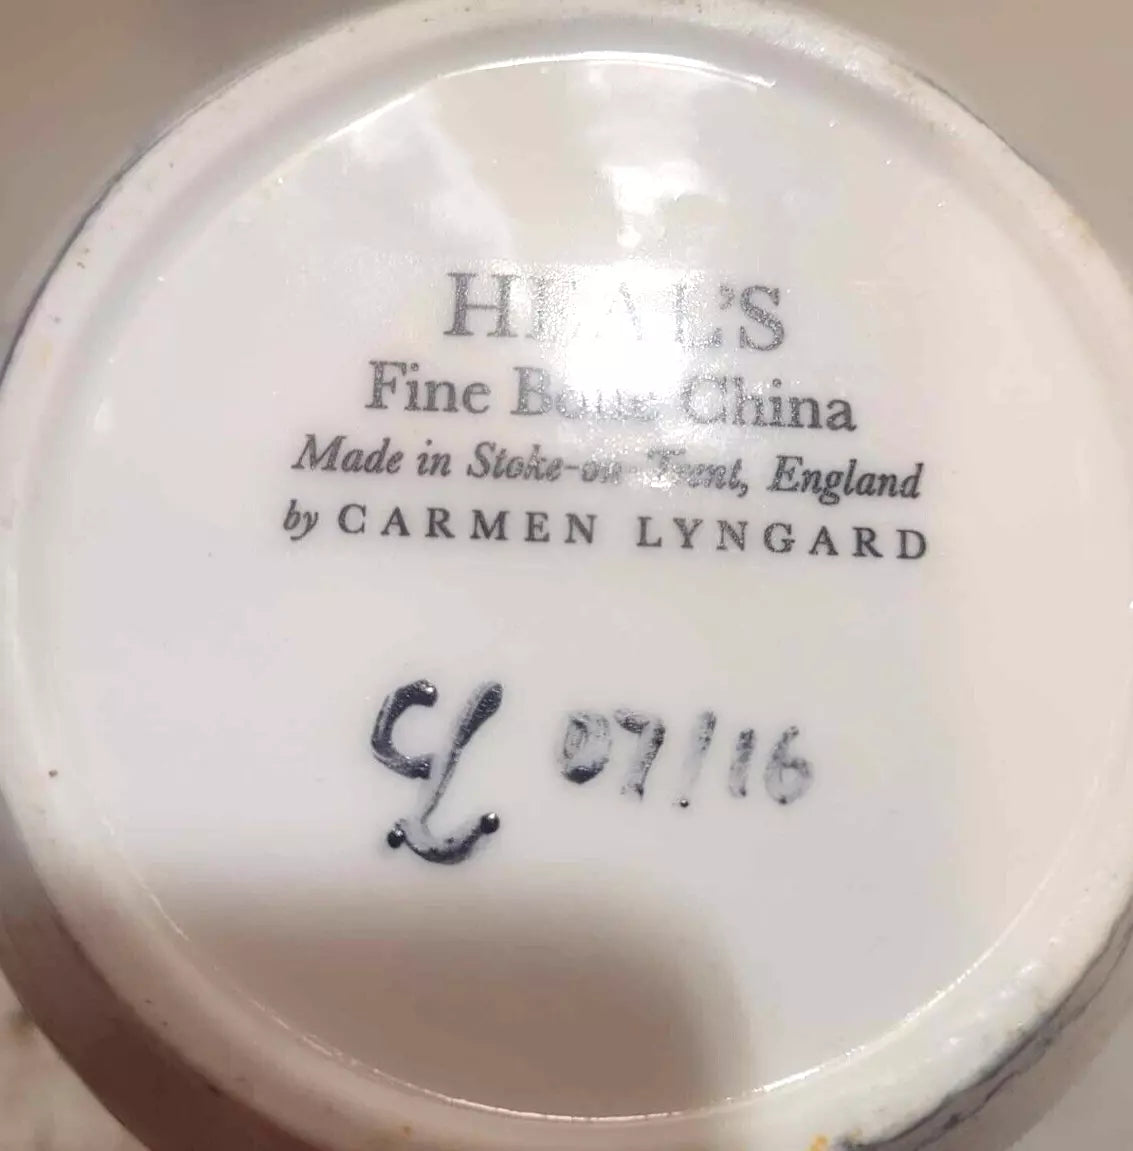 HEAL'S
Fine Bone China
Made in Stoke-on-Trent, England
by CARMEN LYNGARD
CL 07/16